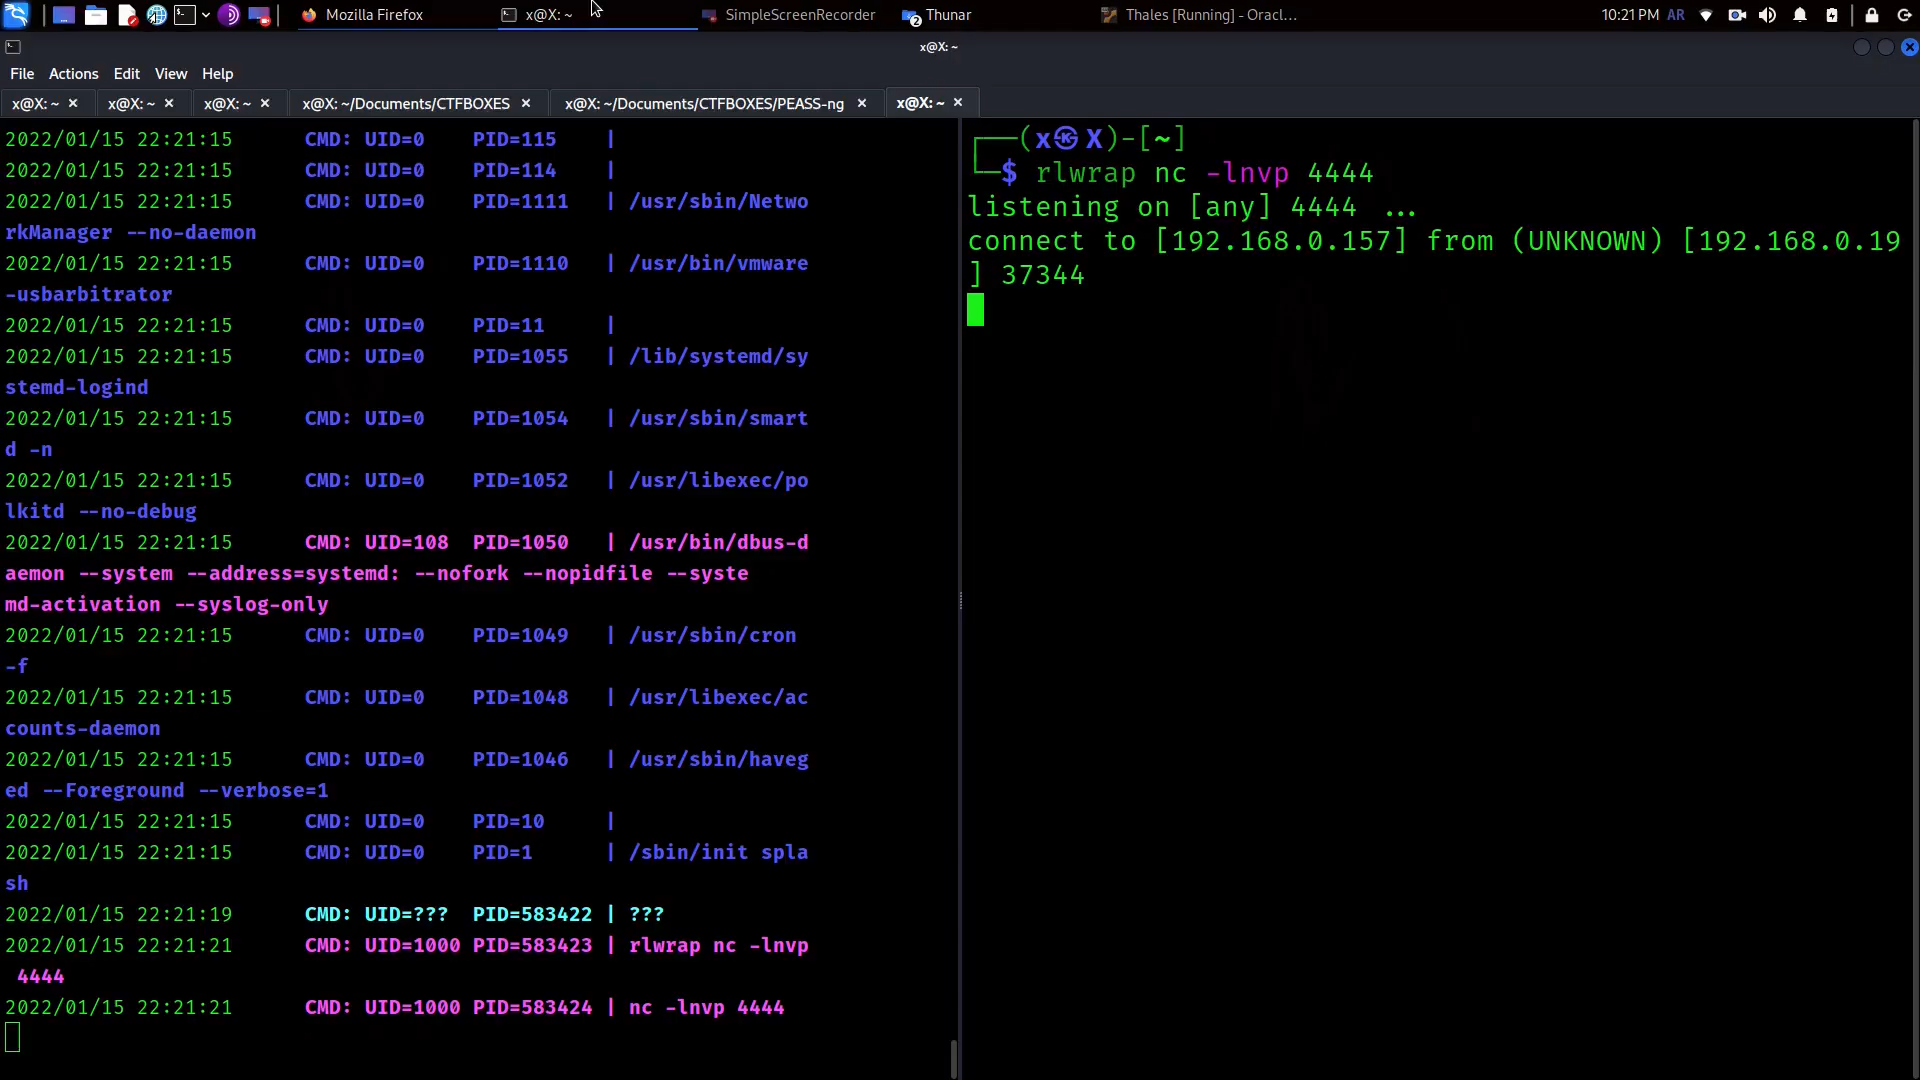 Mozilla Firefox
x@X: ~
SimpleScreenRecorder
2
Thunar
Thales [Running] - Oracl...
10:21 PM AR
x@X: ~
File Actions Edit View Help
x@X: ~ × x@X: ~ × x@X: ~ × x@X: ~/Documents/CTFBOXES × x@X: ~/Documents/CTFBOXES/PEASS-ng × x@X: ~ ×
2022/01/15 22:21:15 CMD: UID=0 PID=115 |
2022/01/15 22:21:15 CMD: UID=0 PID=114 |
2022/01/15 22:21:15 CMD: UID=0 PID=1111 | /usr/sbin/Netwo
rkManager --no-daemon
2022/01/15 22:21:15 CMD: UID=0 PID=1110 | /usr/bin/vmware
-usbarbitrator
2022/01/15 22:21:15 CMD: UID=0 PID=11 |
2022/01/15 22:21:15 CMD: UID=0 PID=1055 | /lib/systemd/sy
stemd-logind
2022/01/15 22:21:15 CMD: UID=0 PID=1054 | /usr/sbin/smart
d -n
2022/01/15 22:21:15 CMD: UID=0 PID=1052 | /usr/libexec/po
lkitd --no-debug
2022/01/15 22:21:15 CMD: UID=108 PID=1050 | /usr/bin/dbus-d
aemon --system --address=systemd: --nofork --nopidfile --syste
md-activation --syslog-only
2022/01/15 22:21:15 CMD: UID=0 PID=1049 | /usr/sbin/cron
-f
2022/01/15 22:21:15 CMD: UID=0 PID=1048 | /usr/libexec/ac
counts-daemon
2022/01/15 22:21:15 CMD: UID=0 PID=1046 | /usr/sbin/haveg
ed --Foreground --verbose=1
2022/01/15 22:21:15 CMD: UID=0 PID=10 |
2022/01/15 22:21:15 CMD: UID=0 PID=1 | /sbin/init spla
sh
2022/01/15 22:21:19 CMD: UID=??? PID=583422 | ???
2022/01/15 22:21:21 CMD: UID=1000 PID=583423 | rlwrap nc -lnvp
4444
2022/01/15 22:21:21 CMD: UID=1000 PID=583424 | nc -lnvp 4444
┌──(x㉿X)-[~]
└─$ rlwrap nc -lnvp 4444
listening on [any] 4444 ...
connect to [192.168.0.157] from (UNKNOWN) [192.168.0.19
] 37344